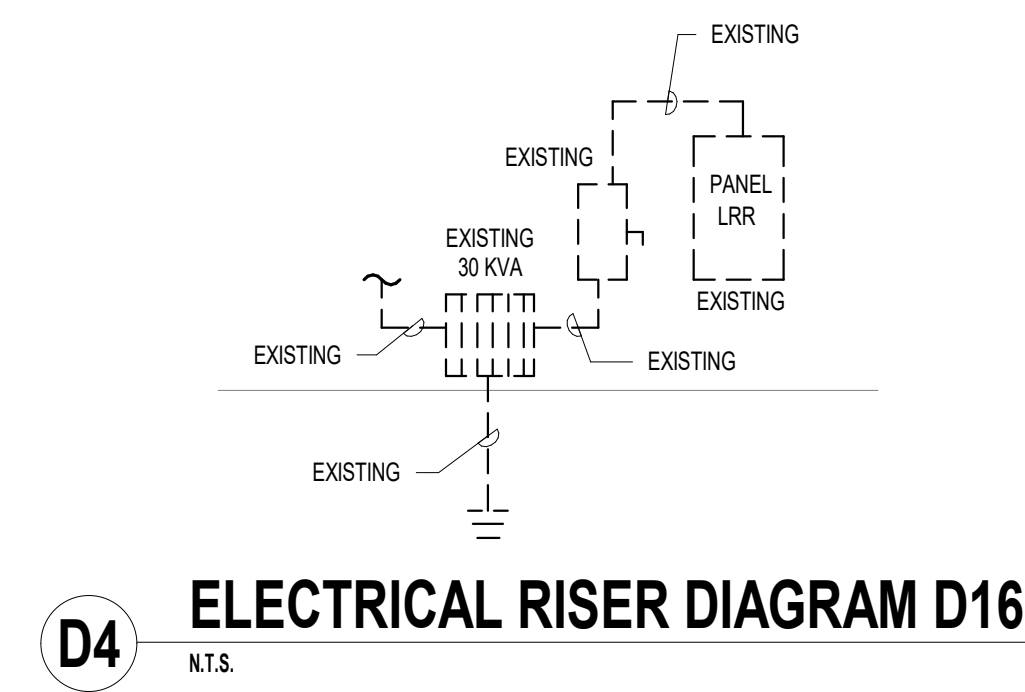 EXISTING
EXISTING
PANEL
LRR
EXISTING
30 KVA
EXISTING
EXISTING
EXISTING
EXISTING
D4
ELECTRICAL RISER DIAGRAM D16
N.T.S.